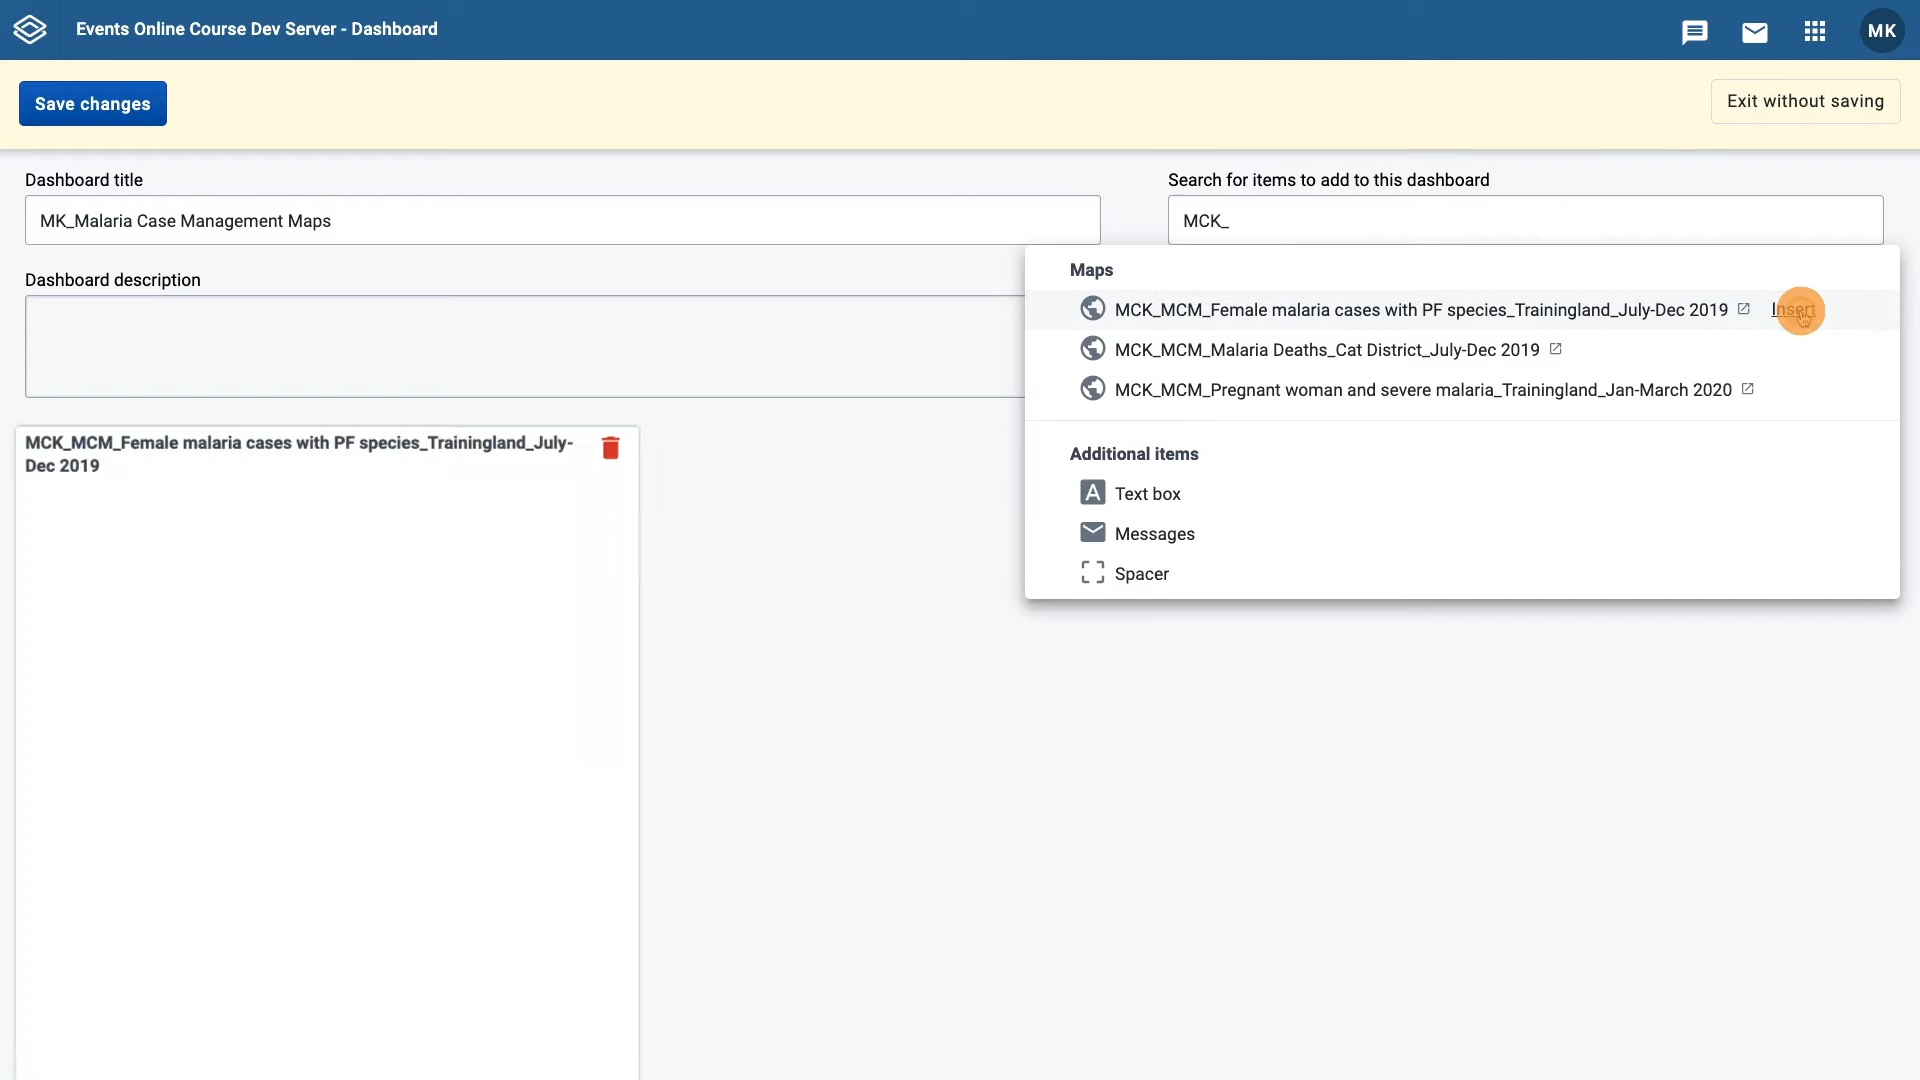 Events Online Course Dev Server - Dashboard
MK
Save changes
Exit without saving
Dashboard title
MK_Malaria Case Management Maps
Search for items to add to this dashboard
MCK_
Dashboard description
Maps
MCK_MCM_Female malaria cases with PF species_Trainingland_July-Dec 2019
Insert
MCK_MCM_Malaria Deaths_Cat District_July-Dec 2019
MCK_MCM_Pregnant woman and severe malaria_Trainingland_Jan-March 2020
Additional items
A Text box
Messages
Spacer
MCK_MCM_Female malaria cases with PF species_Trainingland_July-
Dec 2019